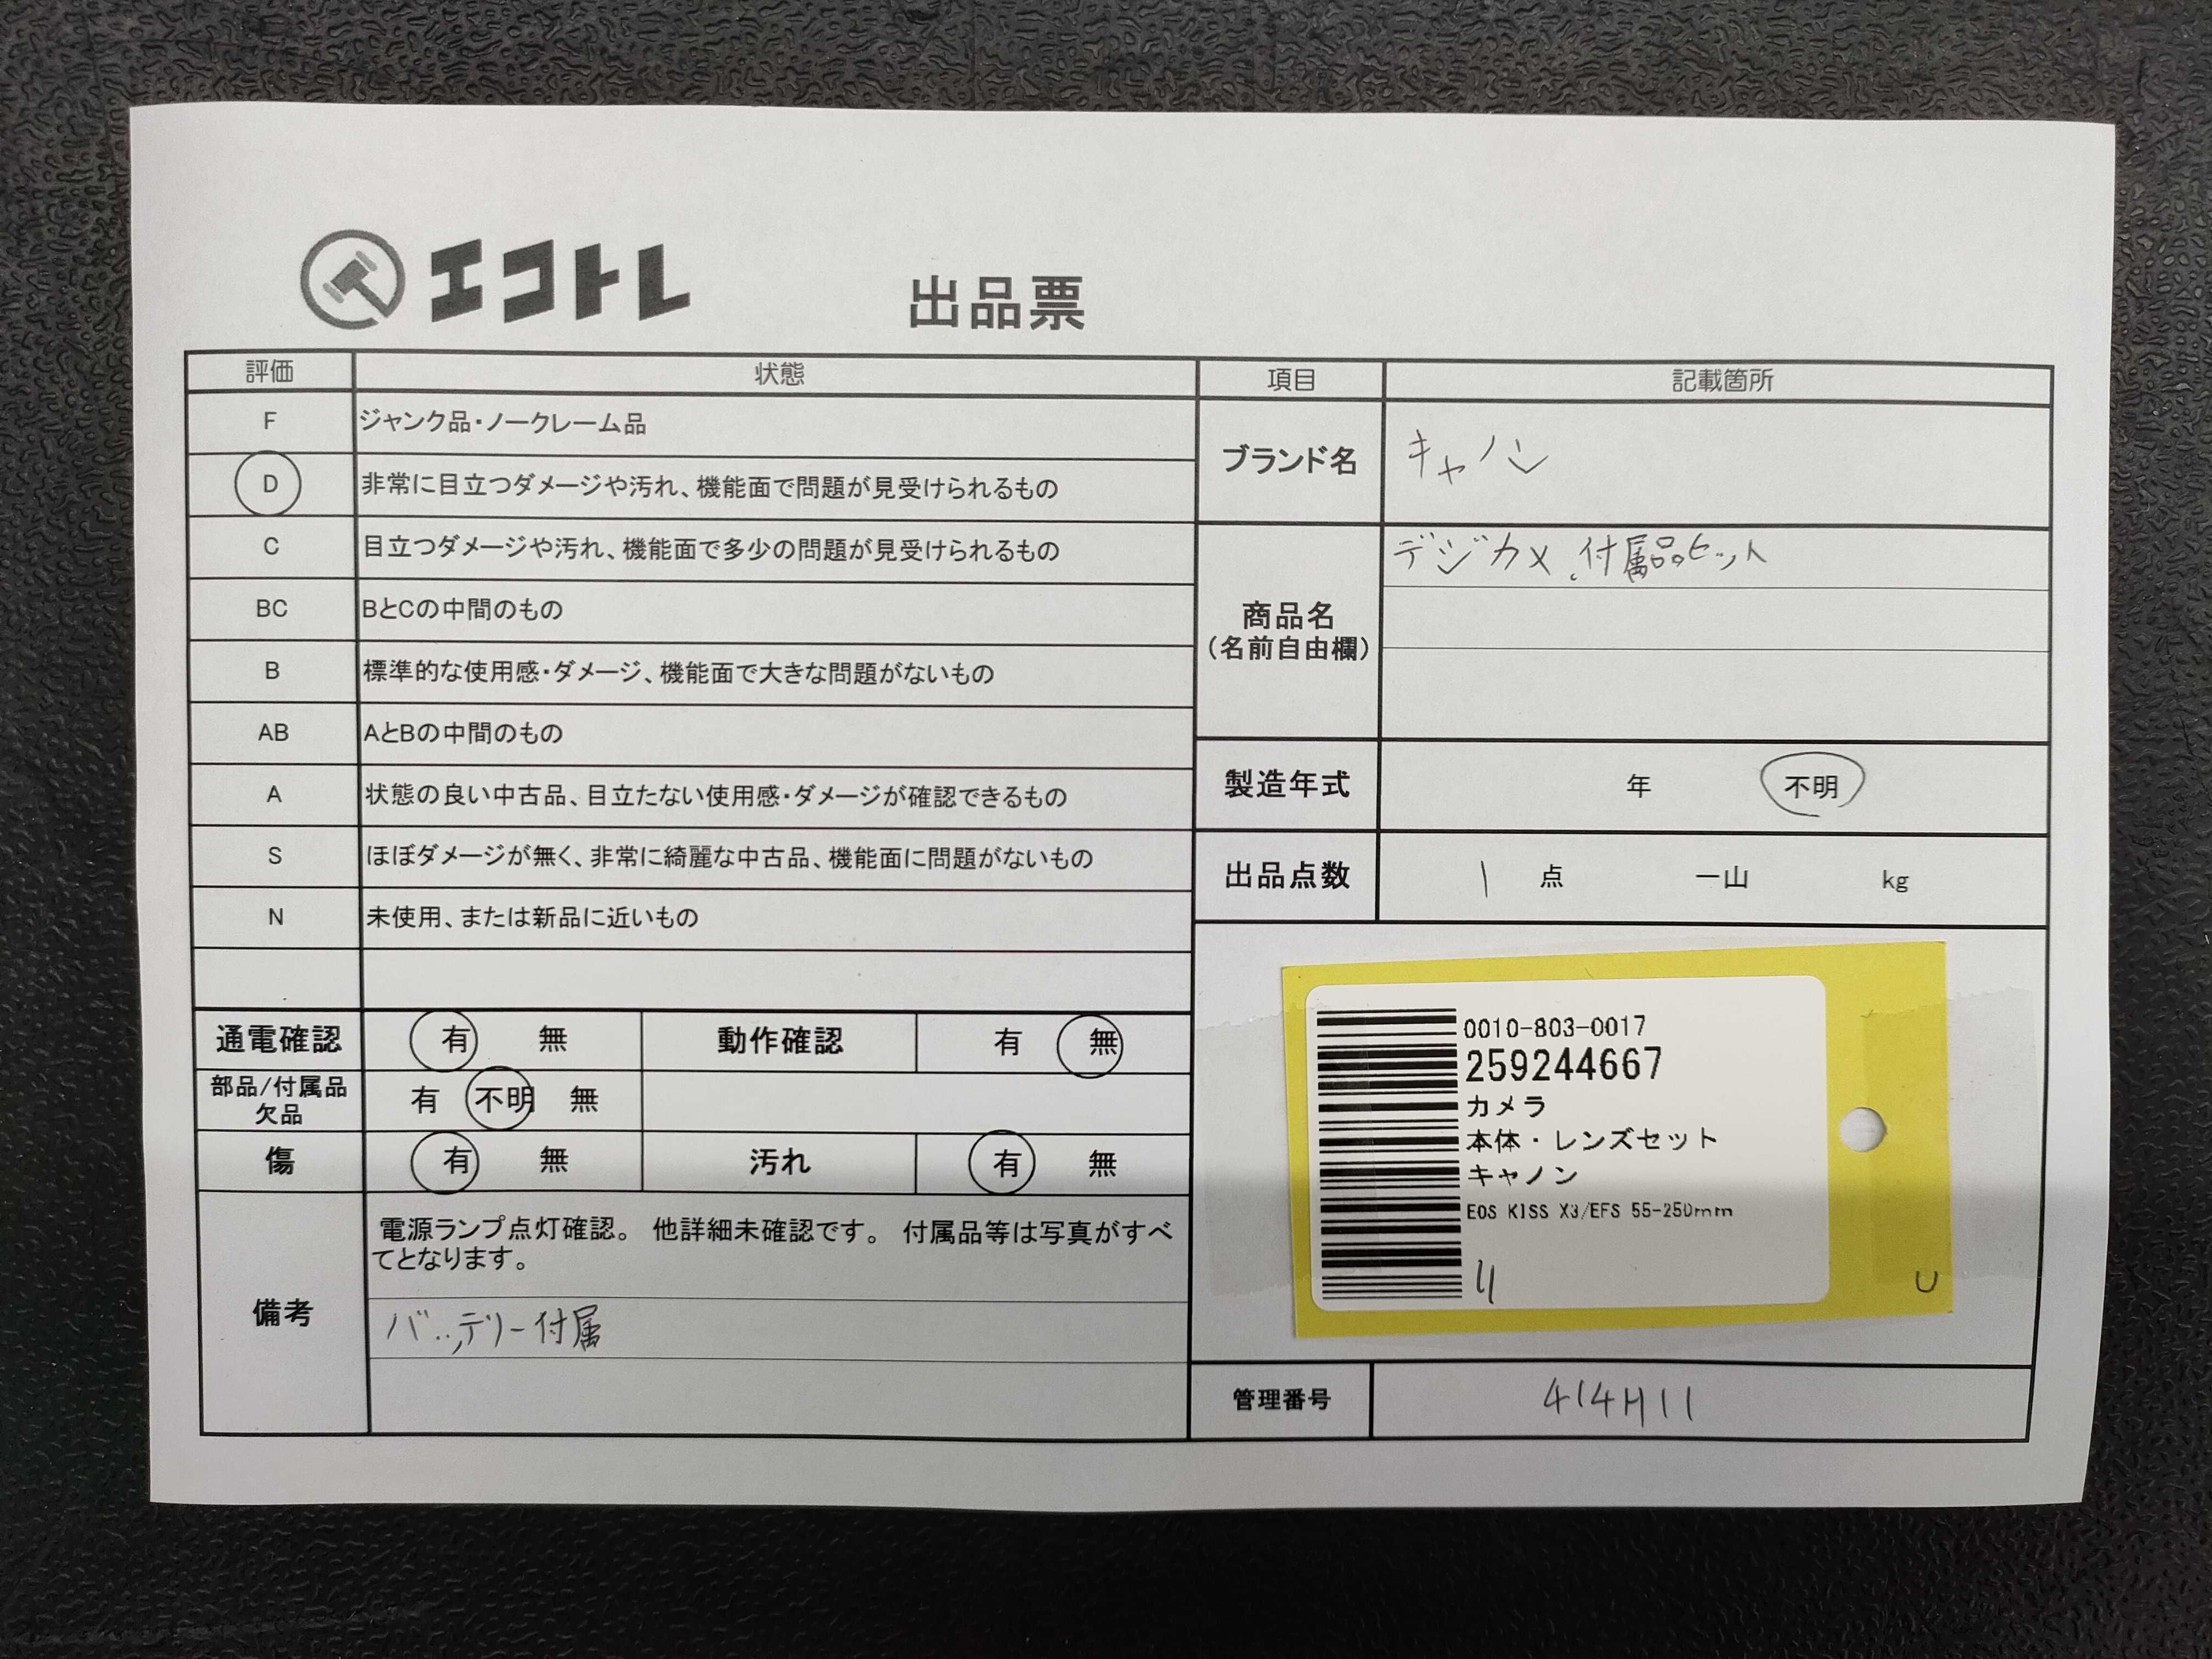 エコトレ
出品票
評価 状態
F ジャンク品・ノークレーム品
D 非常に目立つダメージや汚れ、機能面で問題が見受けられるもの
C 目立つダメージや汚れ、機能面で多少の問題が見受けられるもの
BC BとCの中間のもの
B 標準的な使用感・ダメージ、機能面で大きな問題がないもの
AB AとBの中間のもの
A 状態の良い中古品、目立たない使用感・ダメージが確認できるもの
S ほぼダメージが無く、非常に綺麗な中古品、機能面に問題がないもの
N 未使用、または新品に近いもの
通電確認 有 無 動作確認 有 無
部品/付属品
欠品
有 不明 無
傷 有 無 汚れ 有 無
備考
電源ランプ点灯確認。 他詳細未確認です。 付属品等は写真がすべ
てとなります。
バッテリー付属
項目 記載箇所
ブランド名 キャノン
商品名
(名前自由欄)
デジカメ、付属品セット
製造年式 年 不明
出品点数 1 点 一山 kg
0010-803-0017
259244667
カメラ
本体・レンズセット
キャノン
EOS KISS X3/EFS 55-250mm
U
管理番号 414H11